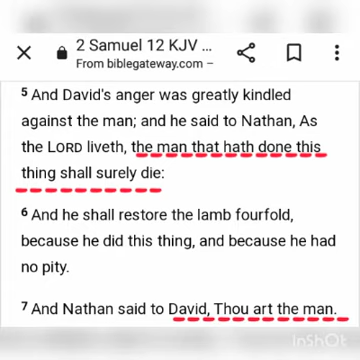 2 Samuel 12 KJV ...
From biblegateway.com –
5 And David's anger was greatly kindled
against the man; and he said to Nathan, As
the LORD liveth, the man that hath done this
thing shall surely die:
6 And he shall restore the lamb fourfold,
because he did this thing, and because he had
no pity.
7 And Nathan said to David, Thou art the man.
InShOt